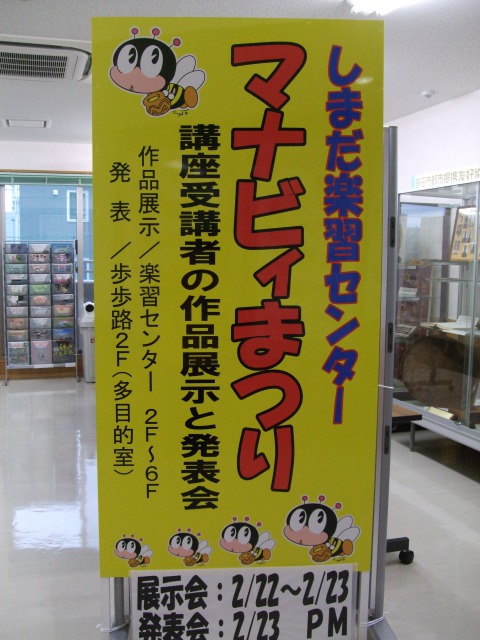 しまだ楽習センター
マナビィまつり
講座受講者の作品展示と発表会
作品展示／楽習センター 2F〜6F
発表／歩歩路2F(多目的室)
展示会：2/22〜2/23
発表会：2/23 PM